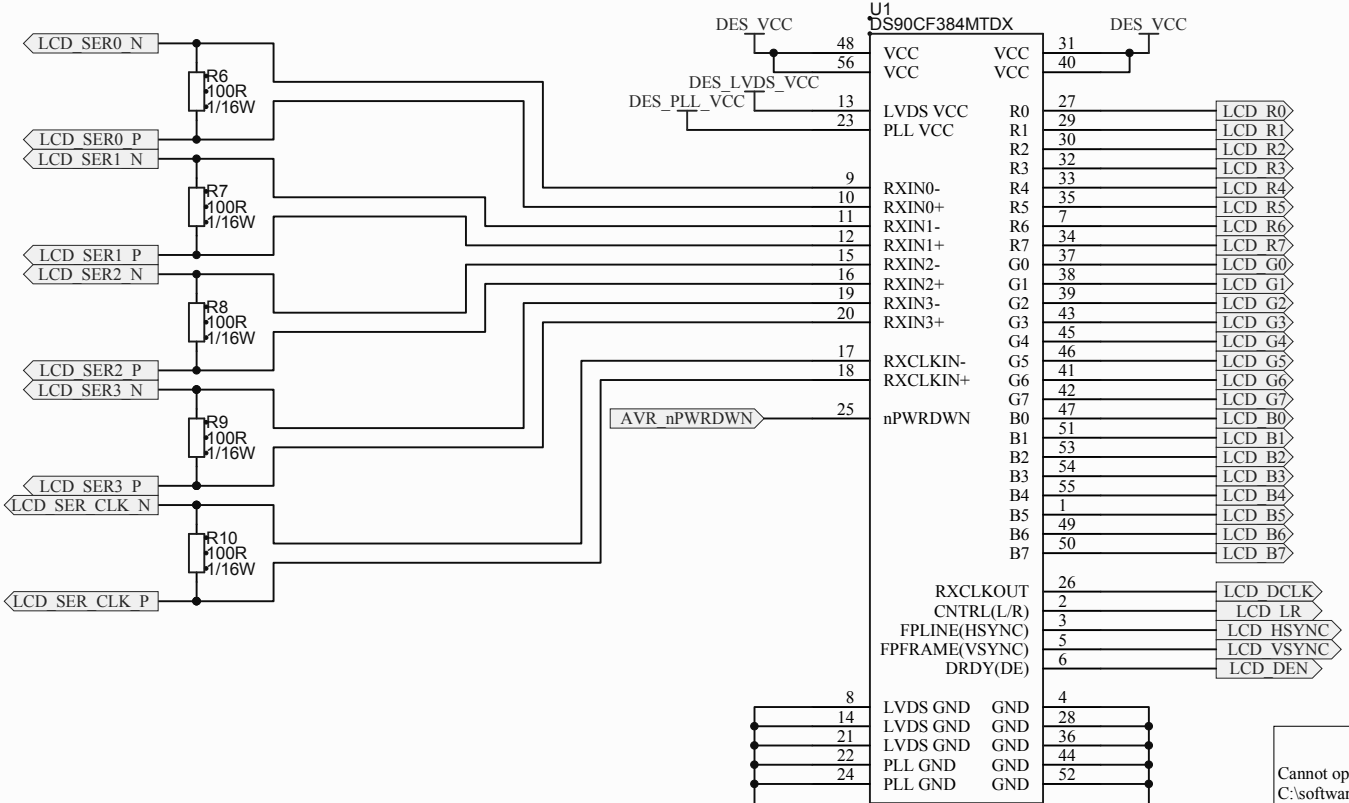 U1
DS90CF384MTDX
DES_VCC
DES_VCC
LCD_SER0_N
R6
100R
1/16W
LCD_SER0_P
LCD_SER1_N
R7
100R
1/16W
LCD_SER1_P
LCD_SER2_N
R8
100R
1/16W
LCD_SER2_P
LCD_SER3_N
R9
100R
1/16W
LCD_SER3_P
LCD_SER_CLK_N
R10
100R
1/16W
LCD_SER_CLK_P
DES_LVDS_VCC
DES_PLL_VCC
AVR_nPWRDWN
48 VCC
56 VCC
13 LVDS VCC
23 PLL VCC
9 RXIN0-
10 RXIN0+
11 RXIN1-
12 RXIN1+
15 RXIN2-
16 RXIN2+
19 RXIN3-
20 RXIN3+
17 RXCLKIN-
18 RXCLKIN+
25 nPWRDWN
8 LVDS GND
14 LVDS GND
21 LVDS GND
22 PLL GND
24 PLL GND
VCC 31
VCC 40
R0 27 LCD_R0
R1 29 LCD_R1
R2 30 LCD_R2
R3 32 LCD_R3
R4 33 LCD_R4
R5 35 LCD_R5
R6 7 LCD_R6
R7 34 LCD_R7
G0 37 LCD_G0
G1 38 LCD_G1
G2 39 LCD_G2
G3 43 LCD_G3
G4 45 LCD_G4
G5 46 LCD_G5
G6 41 LCD_G6
G7 42 LCD_G7
B0 47 LCD_B0
B1 51 LCD_B1
B2 53 LCD_B2
B3 54 LCD_B3
B4 55 LCD_B4
B5 1 LCD_B5
B6 49 LCD_B6
B7 50 LCD_B7
RXCLKOUT 26 LCD_DCLK
CNTRL(L/R) 2 LCD_LR
FPLINE(HSYNC) 3 LCD_HSYNC
FPFRAME(VSYNC) 5 LCD_VSYNC
DRDY(DE) 6 LCD_DEN
GND 4
GND 28
GND 36
GND 44
GND 52
Cannot op
C:\softwar